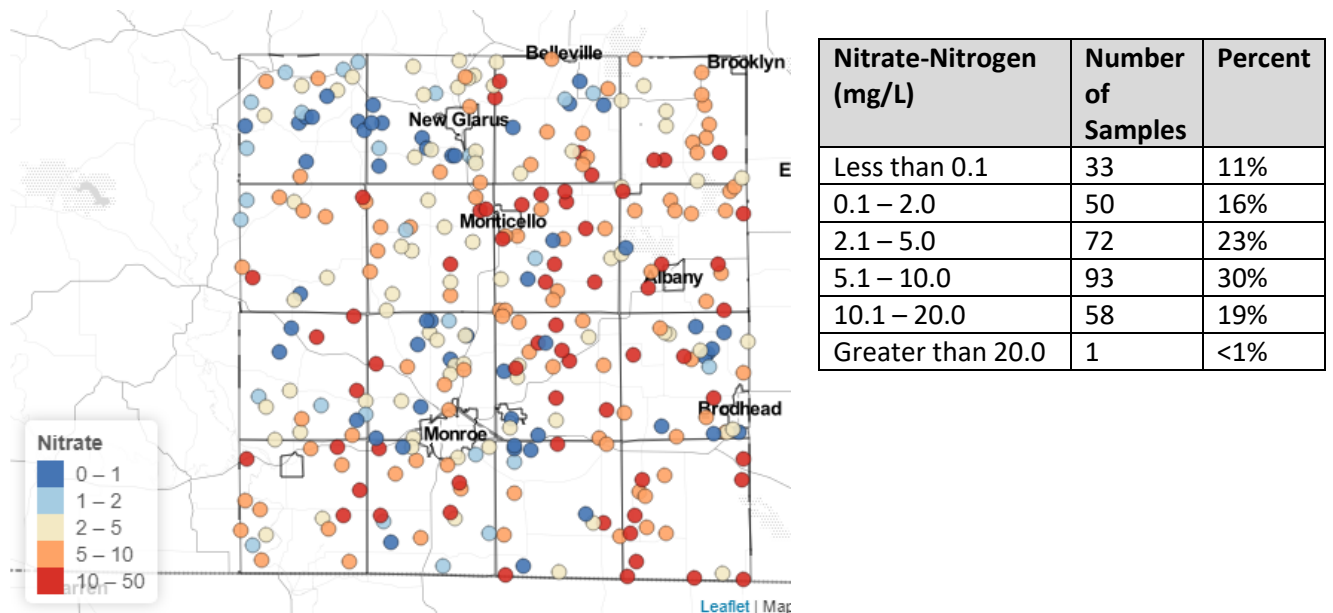 Belleville
Brooklyn
New Glarus
E
Monticello
Albany
Brodhead
Monroe
Nitrate
0 – 1
1 – 2
2 – 5
5 – 10
10 – 50
Leaflet | Map
Nitrate-Nitrogen (mg/L) Number of Samples Percent
Less than 0.1 33 11%
0.1 – 2.0 50 16%
2.1 – 5.0 72 23%
5.1 – 10.0 93 30%
10.1 – 20.0 58 19%
Greater than 20.0 1 <1%